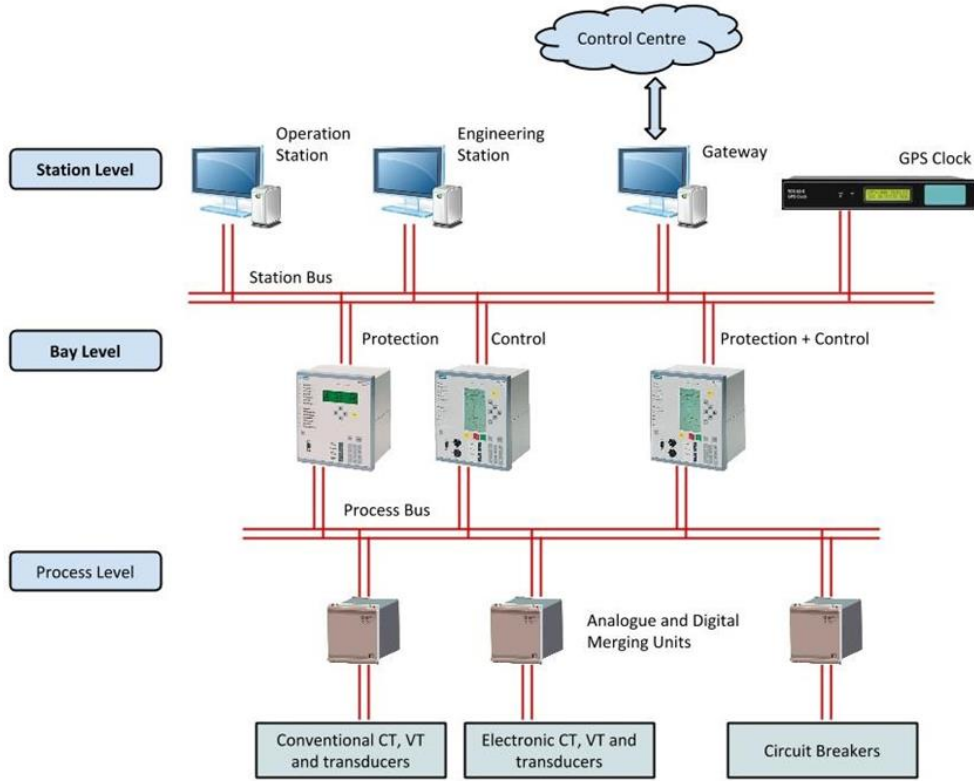 Control Centre
Operation
Station
Engineering
Station
Gateway
GPS Clock
Station Level
Station Bus
Bay Level
Protection
Control
Protection + Control
Process Bus
Process Level
Analogue and Digital
Merging Units
Conventional CT, VT
and transducers
Electronic CT, VT and
transducers
Circuit Breakers